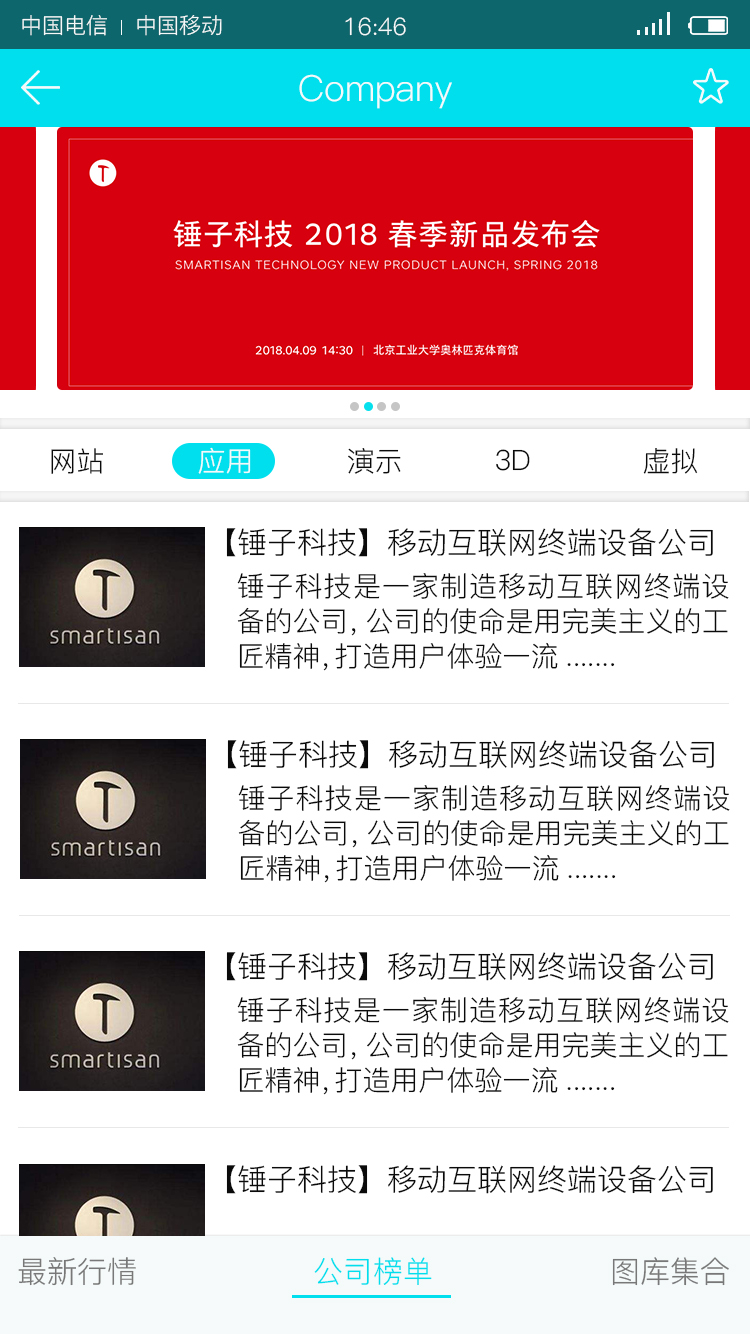 中国电信 | 中国移动 16:46
Company
T
锤子科技 2018 春季新品发布会
SMARTISAN TECHNOLOGY NEW PRODUCT LAUNCH, SPRING 2018
2018.04.09 14:30 | 北京工业大学奥林匹克体育馆
网站 应用 演示 3D 虚拟
【锤子科技】移动互联网终端设备公司
锤子科技是一家制造移动互联网终端设
备的公司, 公司的使命是用完美主义的工
匠精神, 打造用户体验一流 .......
T
smartisan
【锤子科技】移动互联网终端设备公司
锤子科技是一家制造移动互联网终端设
备的公司, 公司的使命是用完美主义的工
匠精神, 打造用户体验一流 .......
T
smartisan
【锤子科技】移动互联网终端设备公司
锤子科技是一家制造移动互联网终端设
备的公司, 公司的使命是用完美主义的工
匠精神, 打造用户体验一流 .......
T
smartisan
【锤子科技】移动互联网终端设备公司
T
最新行情 公司榜单 图库集合